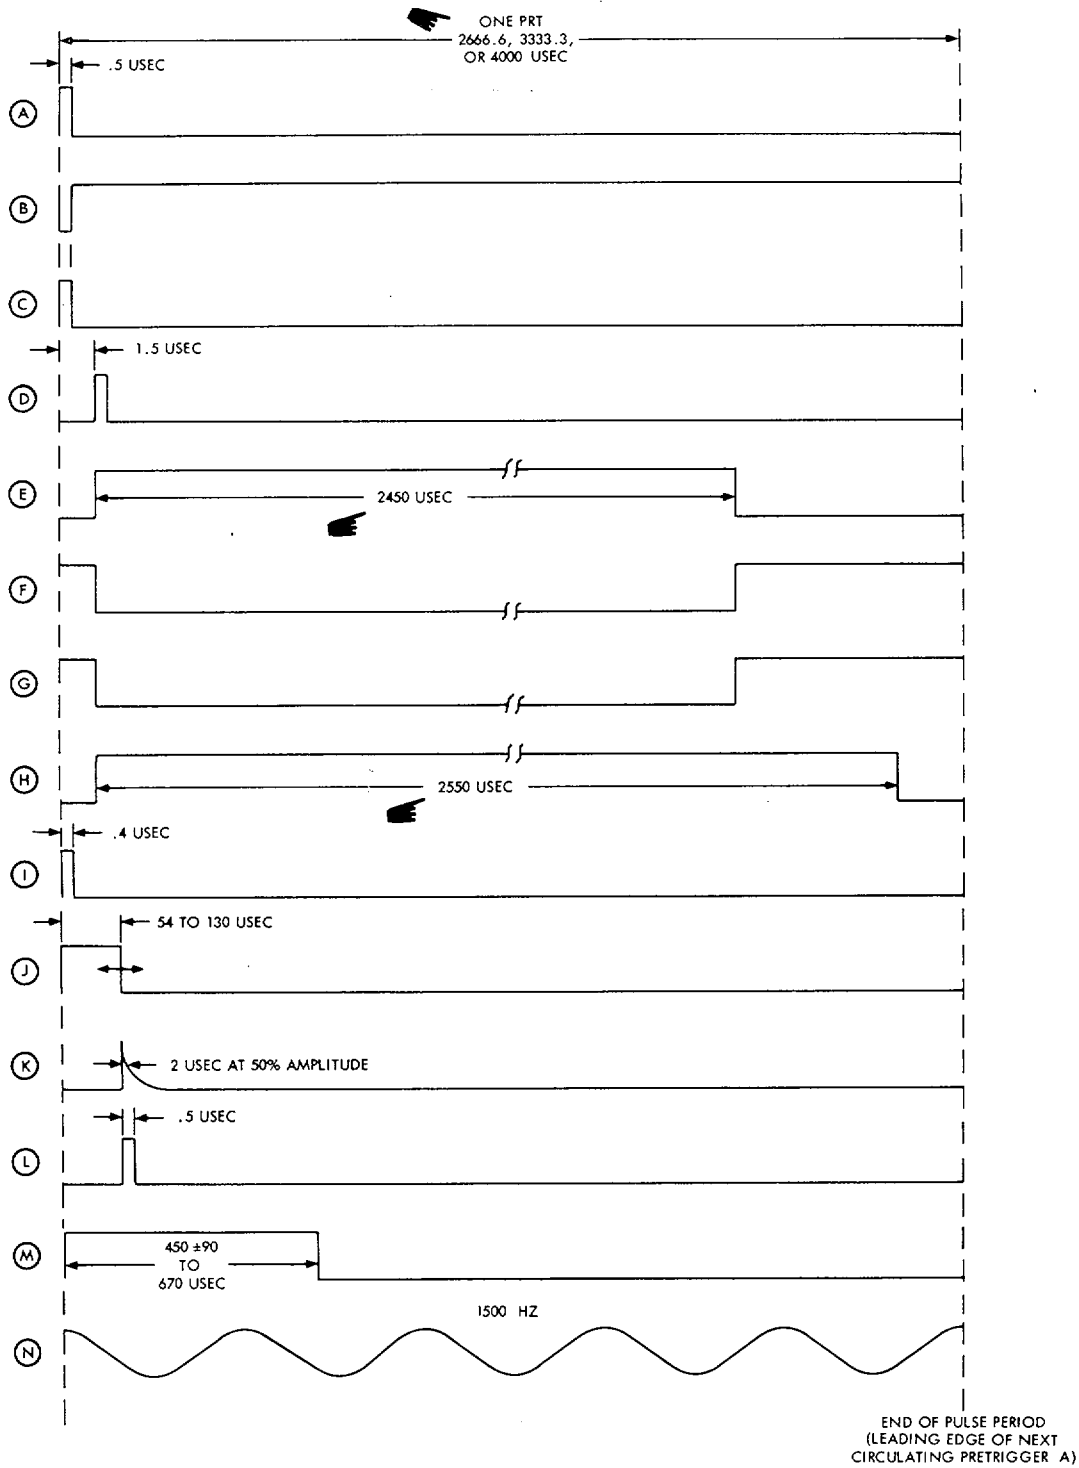 ONE PRT
2666.6, 3333.3,
OR 4000 USEC
.5 USEC
A
B
C
1.5 USEC
D
E
2450 USEC
F
G
H
2550 USEC
.4 USEC
I
54 TO 130 USEC
J
K
2 USEC AT 50% AMPLITUDE
.5 USEC
L
M
450 ±90
TO
670 USEC
1500 HZ
N
END OF PULSE PERIOD
(LEADING EDGE OF NEXT
CIRCULATING PRETRIGGER A)